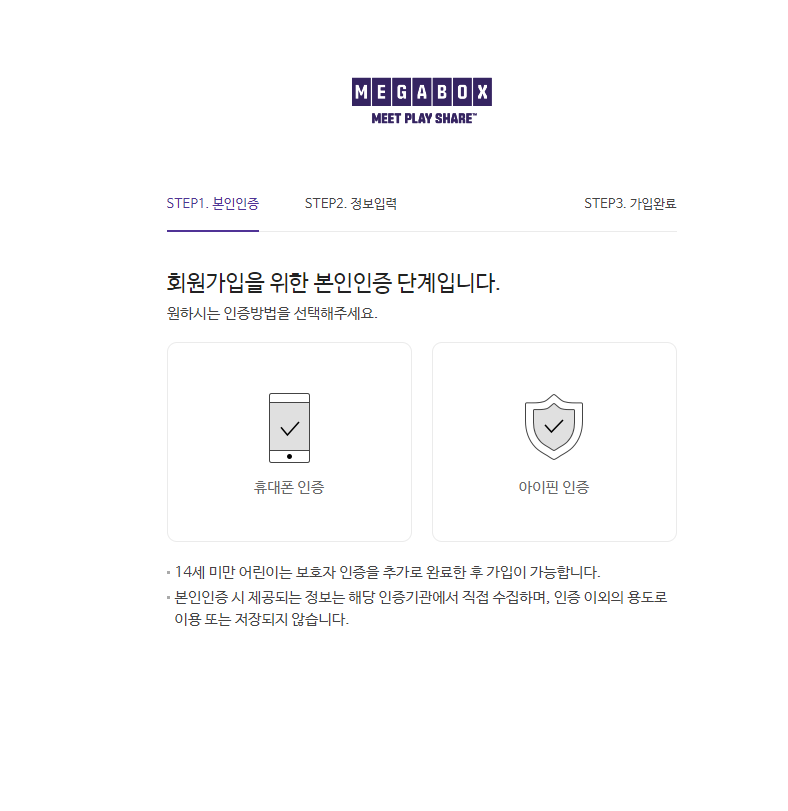 MEGABOX
MEET PLAY SHARE™
STEP1. 본인인증 STEP2. 정보입력 STEP3. 가입완료
회원가입을 위한 본인인증 단계입니다.
원하시는 인증방법을 선택해주세요.
휴대폰 인증 아이핀 인증
14세 미만 어린이는 보호자 인증을 추가로 완료한 후 가입이 가능합니다.
본인인증 시 제공되는 정보는 해당 인증기관에서 직접 수집하며, 인증 이외의 용도로
이용 또는 저장되지 않습니다.